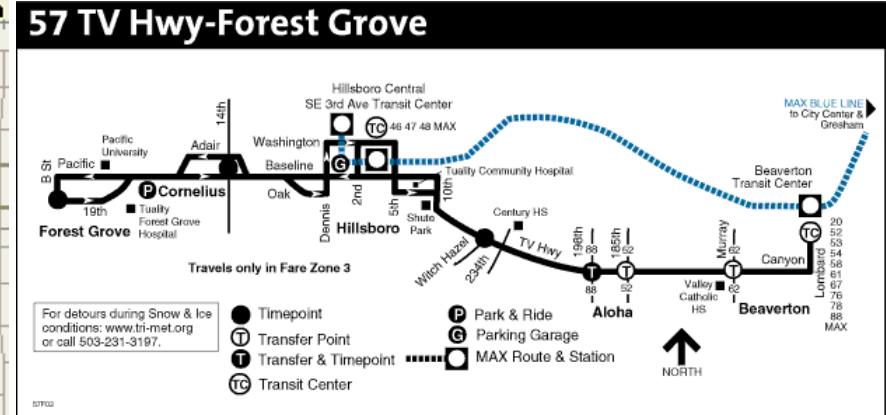 57 TV Hwy-Forest Grove
Hillsboro Central
SE 3rd Ave Transit Center
TC 46 47 48 MAX
MAX BLUE LINE
to City Center &
Gresham
14th
Pacific
University
Adair
Washington
Baseline
G
B St
Pacific
P Cornelius
Oak
19th
Tuality
Forest Grove
Hospital
Forest Grove
Dennis
2nd
5th
10th
Hillsboro
Tuality Community Hospital
Shute
Park
Century HS
Witch Hazel
234th
TV Hwy
198th
88
T
88
185th
52
T
52
Aloha
Murray
62
T
62
Valley
Catholic
HS
Beaverton
Canyon
Lombard
Beaverton
Transit Center
TC
20
52
53
54
58
61
67
76
78
88
MAX
Travels only in Fare Zone 3
For detours during Snow & Ice
conditions: www.tri-met.org
or call 503-231-3197.
Timepoint
T Transfer Point
T Transfer & Timepoint
TC Transit Center
P Park & Ride
G Parking Garage
MAX Route & Station
NORTH